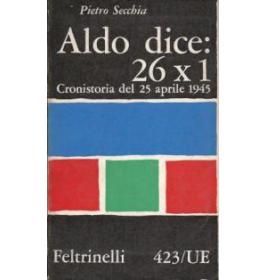 Pietro Secchia
Aldo dice:
26 x 1
Cronistoria del 25 aprile 1945
Feltrinelli 423/UE